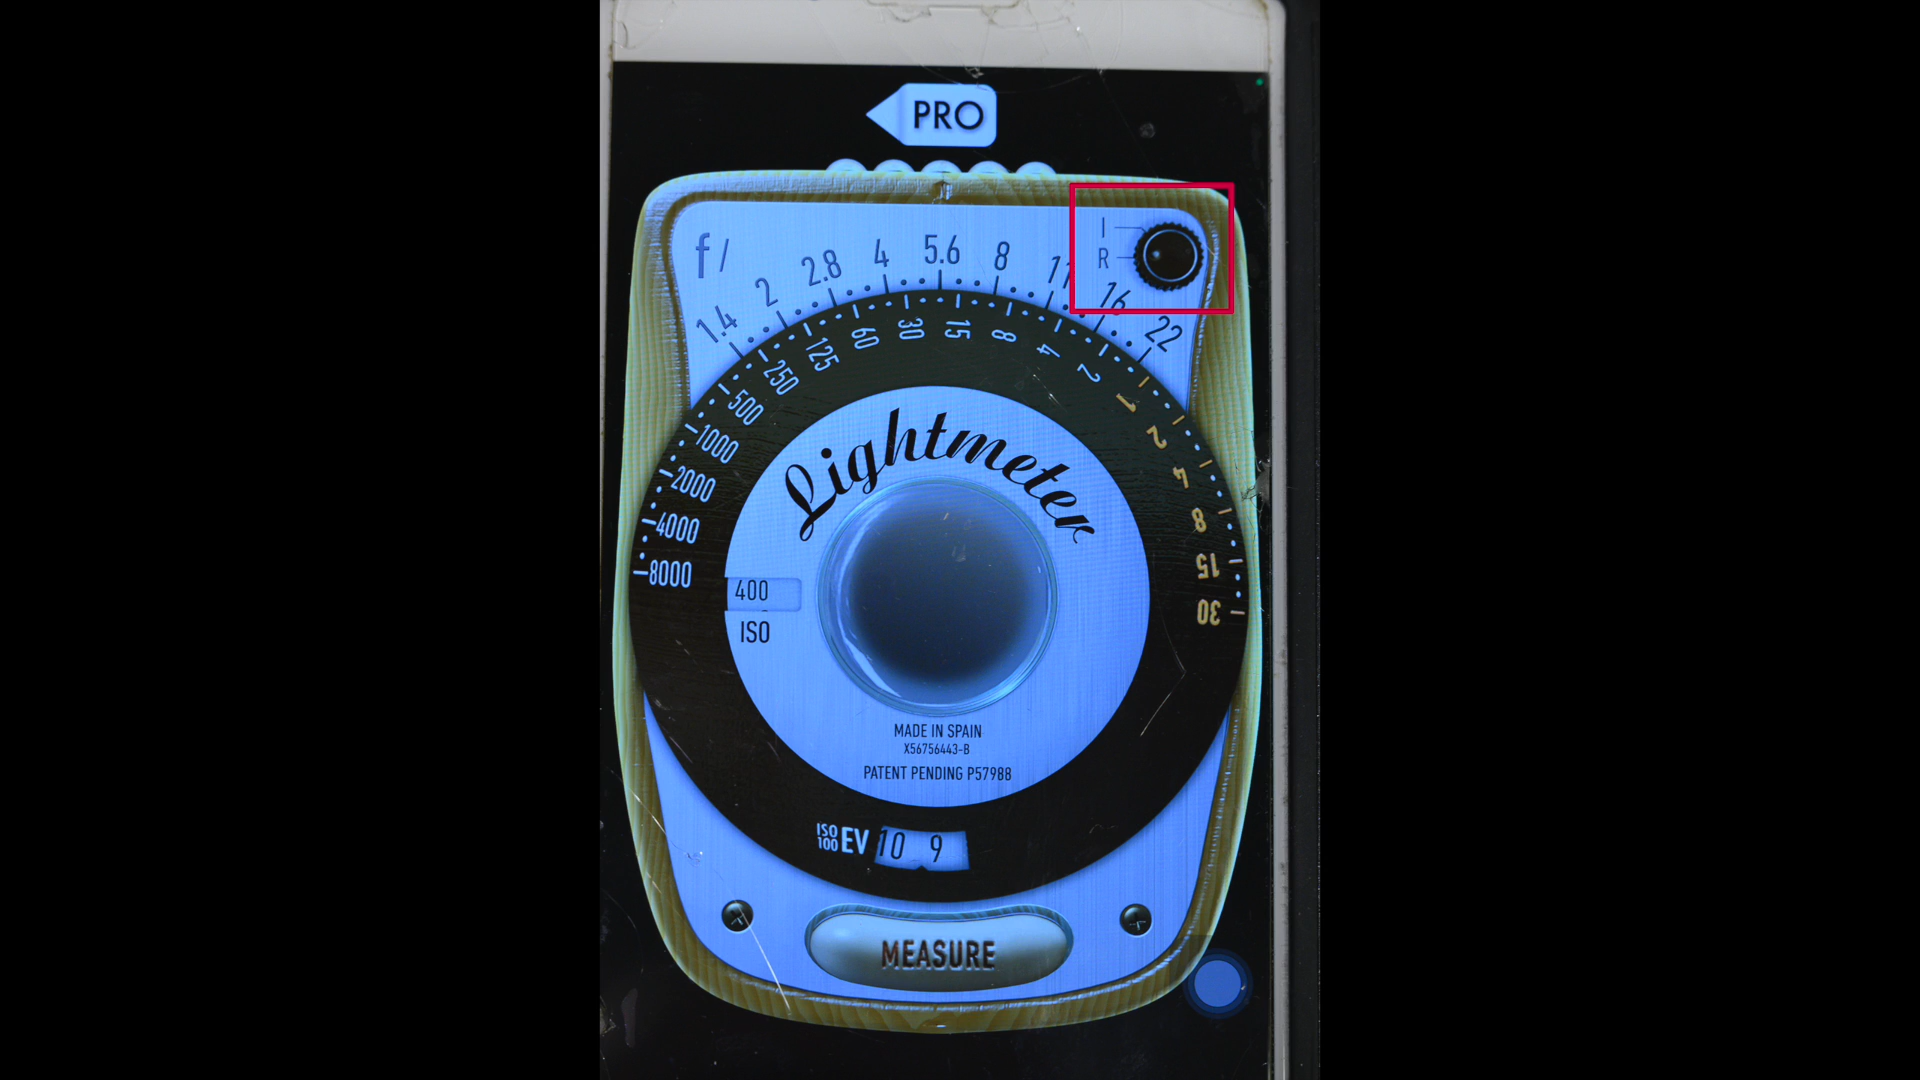 PRO
f/
1.4 2 2.8 4 5.6 8 11 16 22
I
R
8000 4000 2000 1000 500 250 125 60 30 15 8 4 2 1 2 4 8 15 30
Lightmeter
400
ISO
MADE IN SPAIN
X56756443-B
PATENT PENDING P57988
ISO 100 EV 10 9
MEASURE